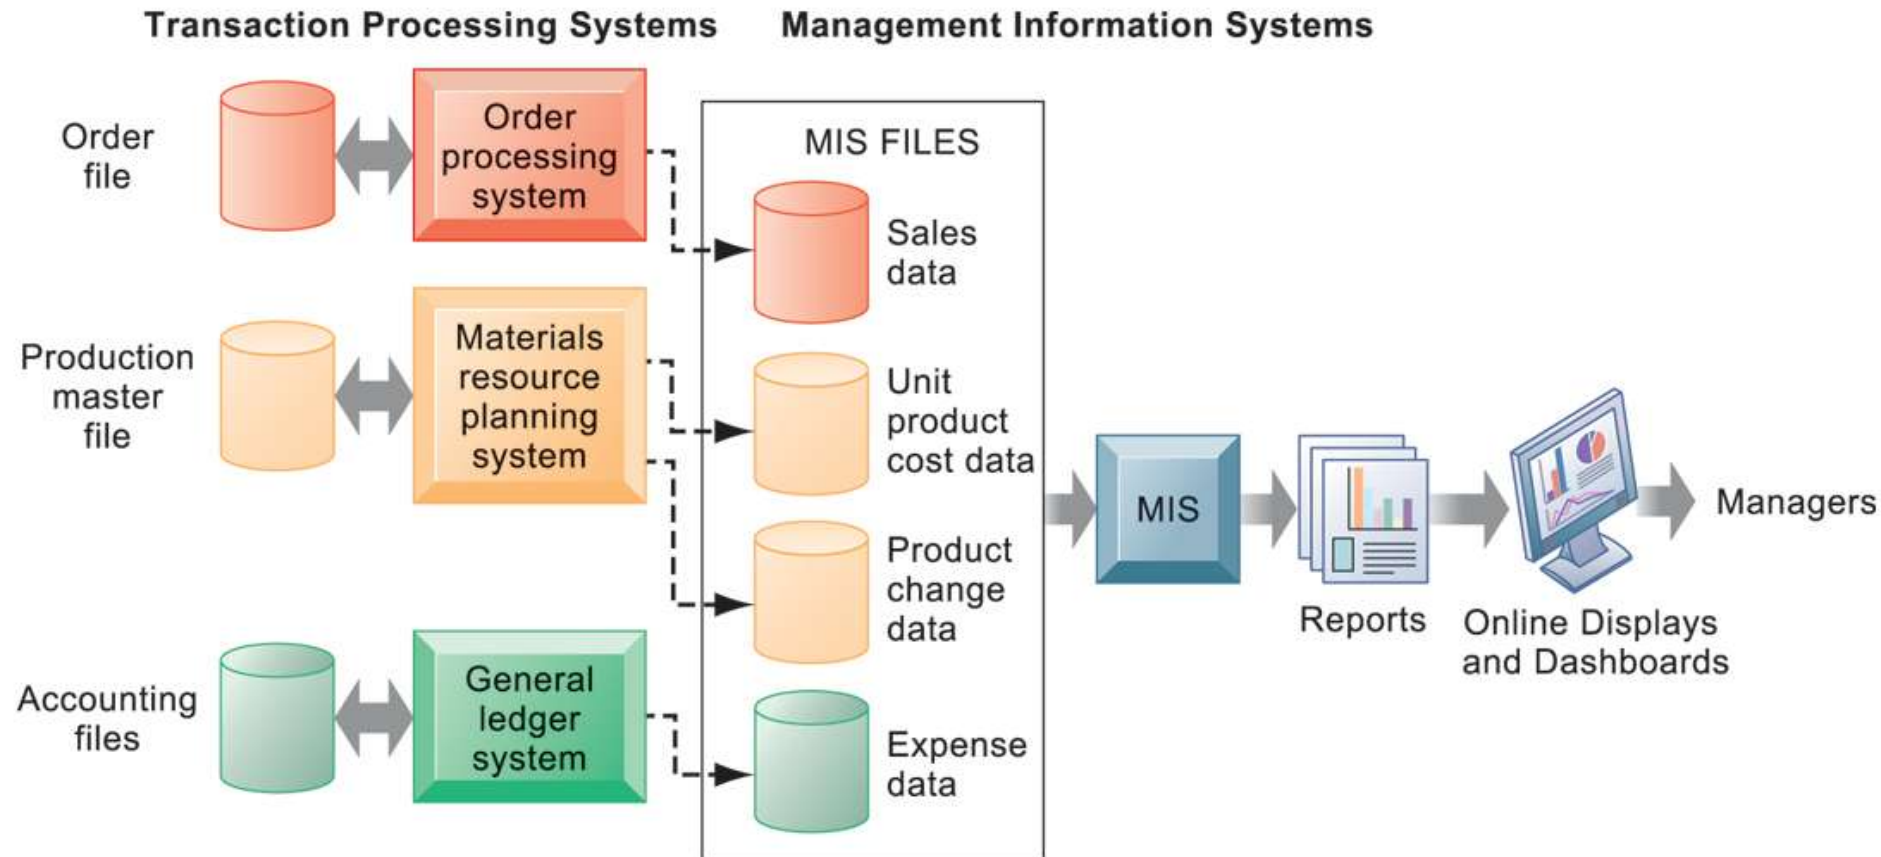 Transaction Processing Systems
Management Information Systems
Order
file
Order
processing
system
MIS FILES
Sales
data
Production
master
file
Materials
resource
planning
system
Unit
product
cost data
Product
change
data
Accounting
files
General
ledger
system
Expense
data
MIS
Reports
Online Displays
and Dashboards
Managers